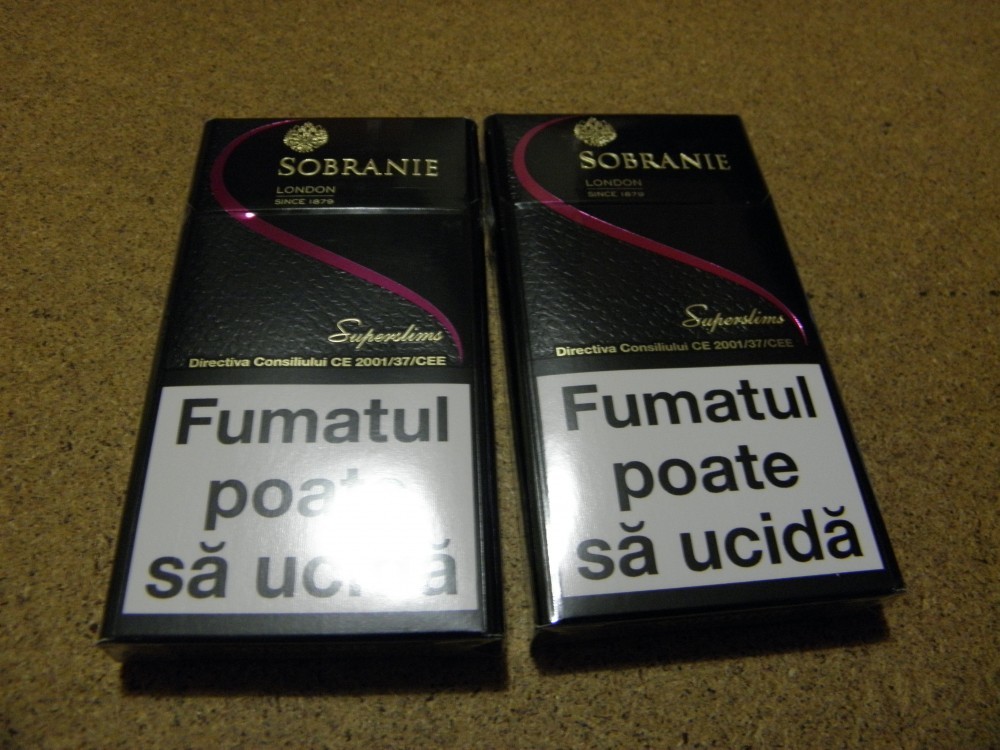 SOBRANIE
LONDON
SINCE 1879
Superslims
Directiva Consiliului CE 2001/37/CEE
Fumatul
poate
să ucidă
SOBRANIE
LONDON
SINCE 1879
Superslims
Directiva Consiliului CE 2001/37/CEE
Fumatul
poate
să ucidă